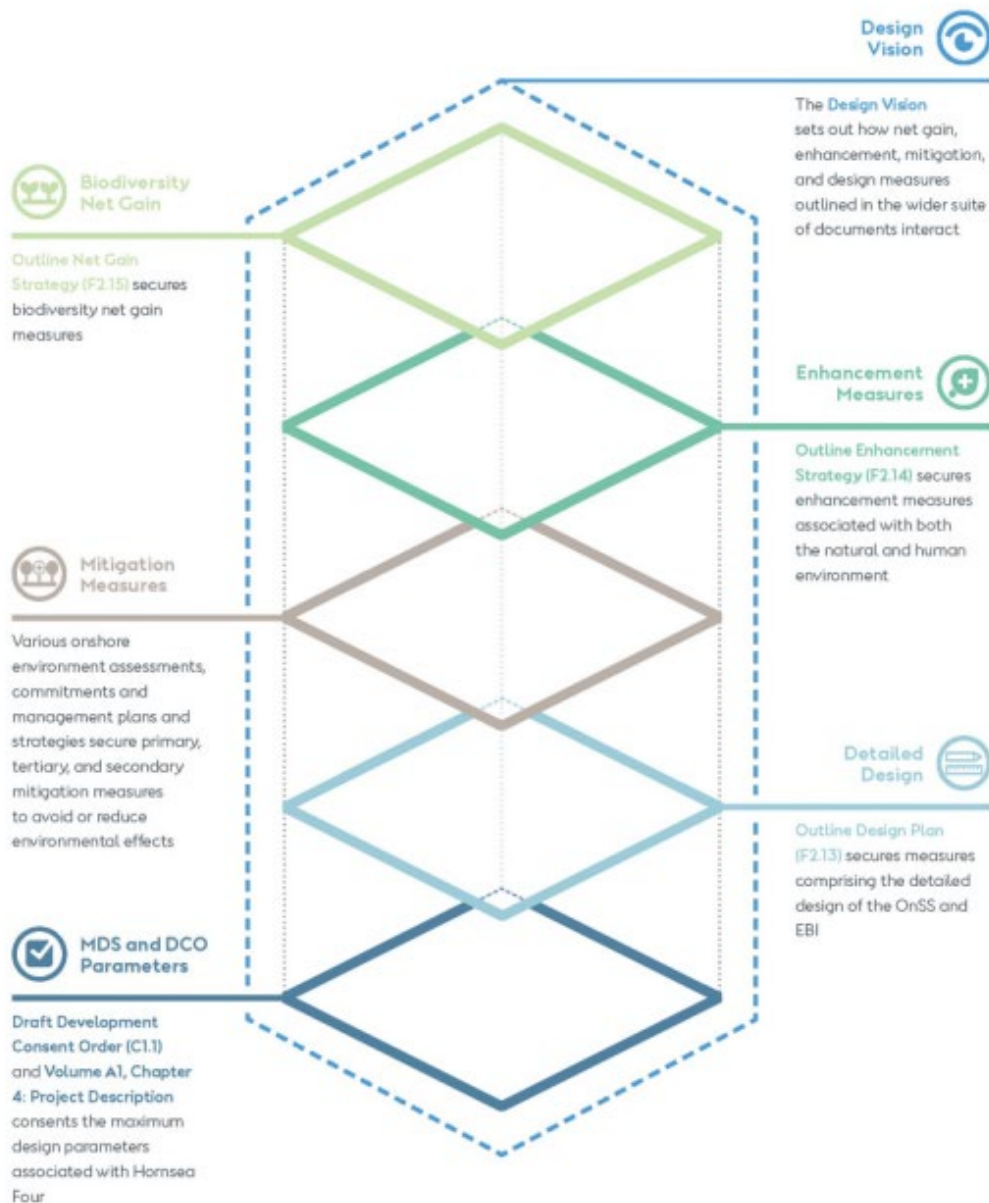 Design
Vision
The Design Vision
sets out how net gain,
enhancement, mitigation,
and design measures
outlined in the wider suite
of documents interact
Biodiversity
Net Gain
Outline Net Gain
Strategy (F2.15) secures
biodiversity net gain
measures
Enhancement
Measures
Outline Enhancement
Strategy (F2.14) secures
enhancement measures
associated with both
the natural and human
environment
Mitigation
Measures
Various onshore
environment assessments,
commitments and
management plans and
strategies secure primary,
tertiary, and secondary
mitigation measures
to avoid or reduce
environmental effects
Detailed
Design
Outline Design Plan
(F2.13) secures measures
comprising the detailed
design of the OnSS and
EBI
MDS and DCO
Parameters
Draft Development
Consent Order (C1.1)
and Volume A1, Chapter
4: Project Description
consents the maximum
design parameters
associated with Hornsea
Four